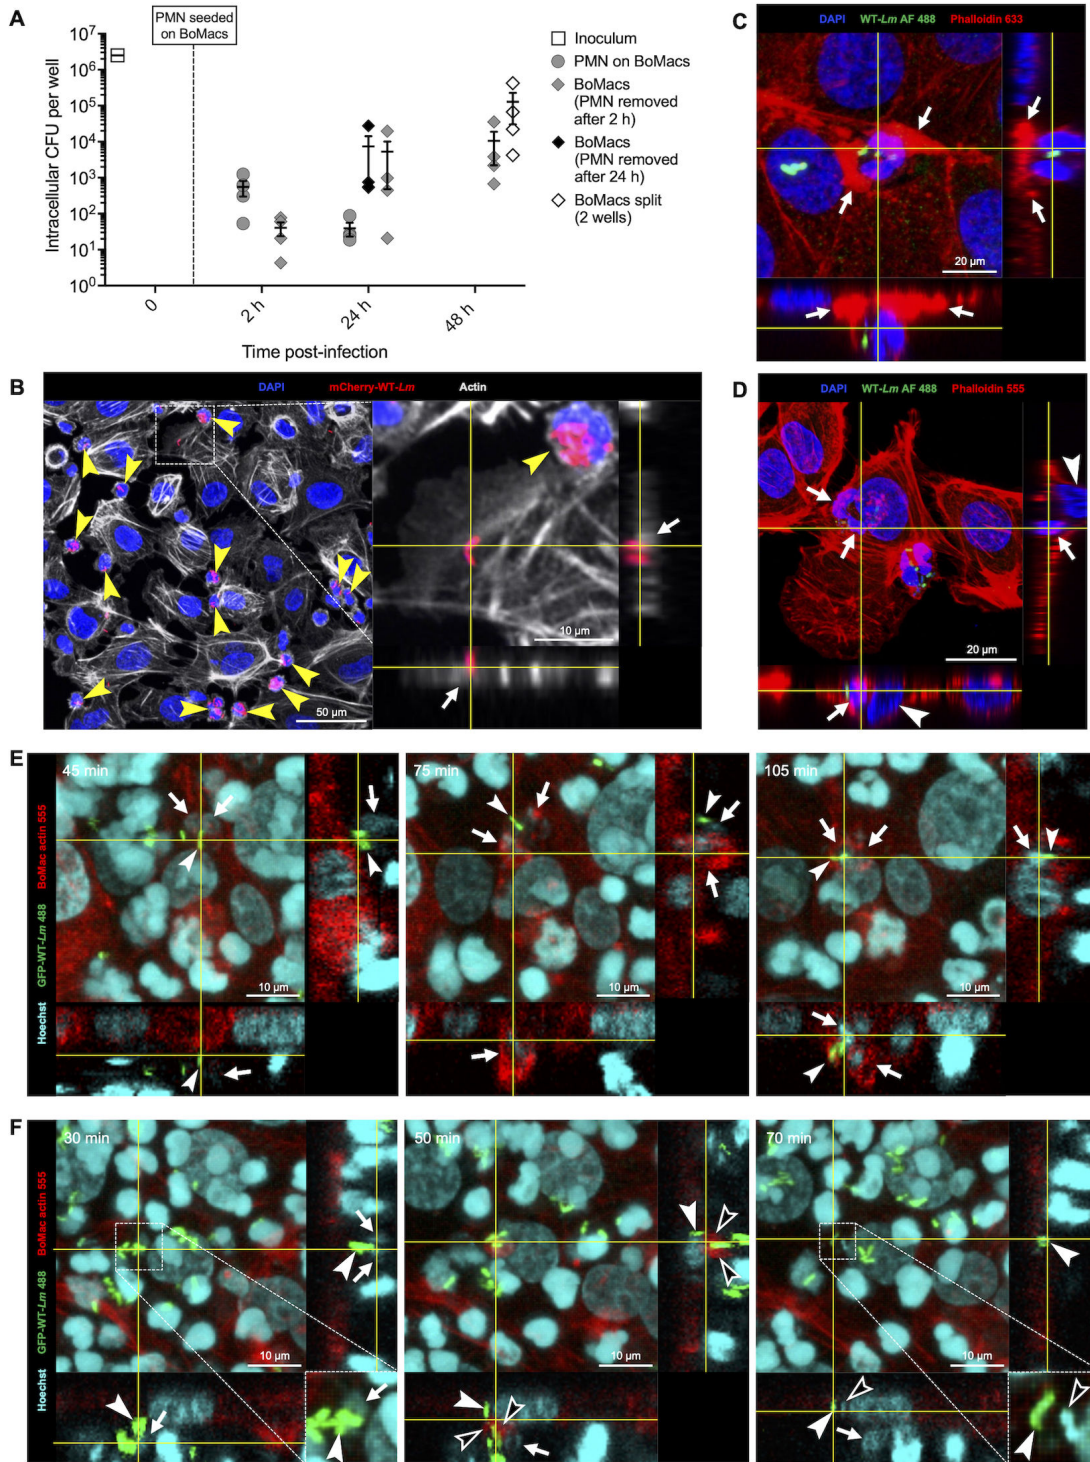 A
PMN seeded
on BoMacs
10⁷
10⁶
10⁵
10⁴
10³
10²
10¹
10⁰
Intracellular CFU per well
0
2 h
24 h
48 h
Time post-infection
Inoculum
PMN on BoMacs
BoMacs
(PMN removed
after 2 h)
BoMacs
(PMN removed
after 24 h)
BoMacs split
(2 wells)
B
DAPI mCherry-WT-Lm Actin
50 µm
10 µm
C
DAPI WT-Lm AF 488 Phalloidin 633
20 µm
D
DAPI WT-Lm AF 488 Phalloidin 555
20 µm
E
Hoechst GFP-WT-Lm 488 BoMac actin 555
45 min
10 µm
75 min
10 µm
105 min
10 µm
F
Hoechst GFP-WT-Lm 488 BoMac actin 555
30 min
10 µm
50 min
10 µm
70 min
10 µm